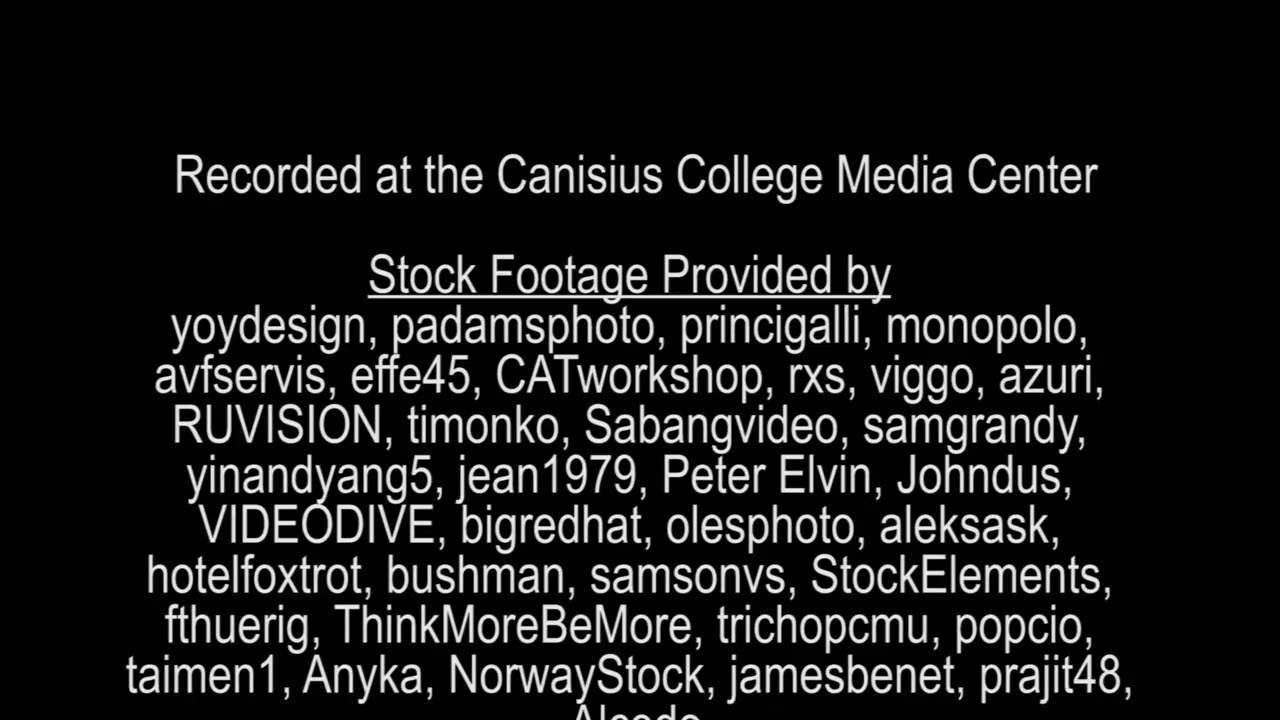 Recorded at the Canisius College Media Center
Stock Footage Provided by
yoydesign, padamsphoto, principalli, monopolo,
avfservis, effe45, CATworkshop, rxs, viggo, azuri,
RUVISION, timonko, Sabangvideo, samgrandy,
yinandyang5, jean1979, Peter Elvin, Johndus,
VIDEODIVE, bigredhat, olesphoto, aleksask,
hotelfoxtrot, bushman, samsonvs, StockElements,
fthuerig, ThinkMoreBeMore, trichopcmu, popcio,
taimen1, Anyka, NorwayStock, jamesbenet, prajit48,